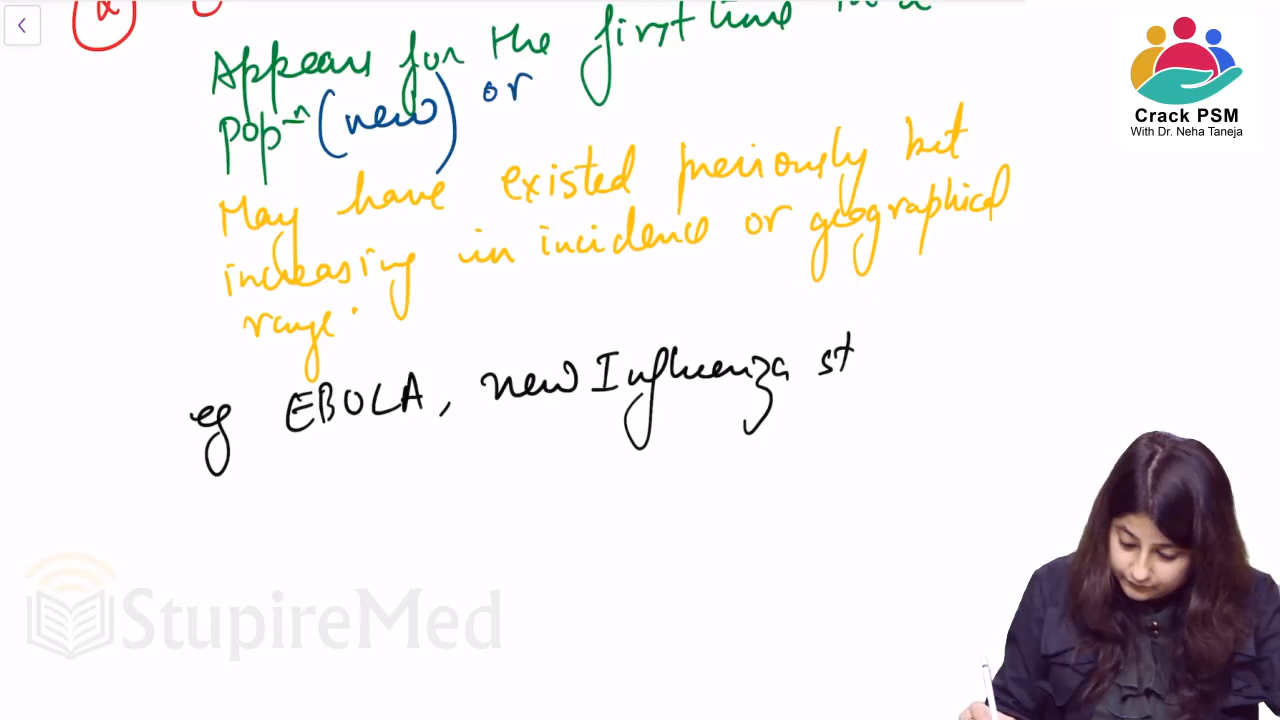 Appears for the first time in a
popⁿ (new) or
May have existed previously but
increasing in incidence or geographical
range.
eg EBOLA, new Influenza st
Crack PSM
With Dr. Neha Taneja
StupireMed